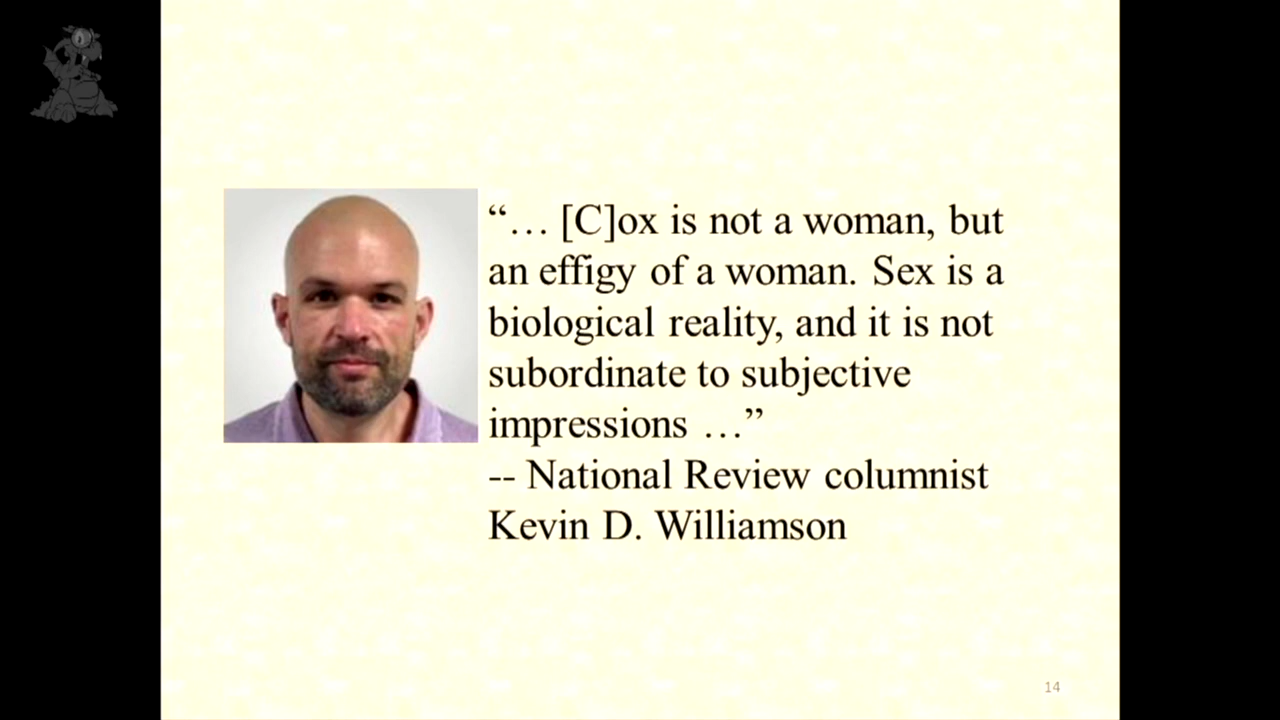 “… [C]ox is not a woman, but
an effigy of a woman. Sex is a
biological reality, and it is not
subordinate to subjective
impressions …”
-- National Review columnist
Kevin D. Williamson
14